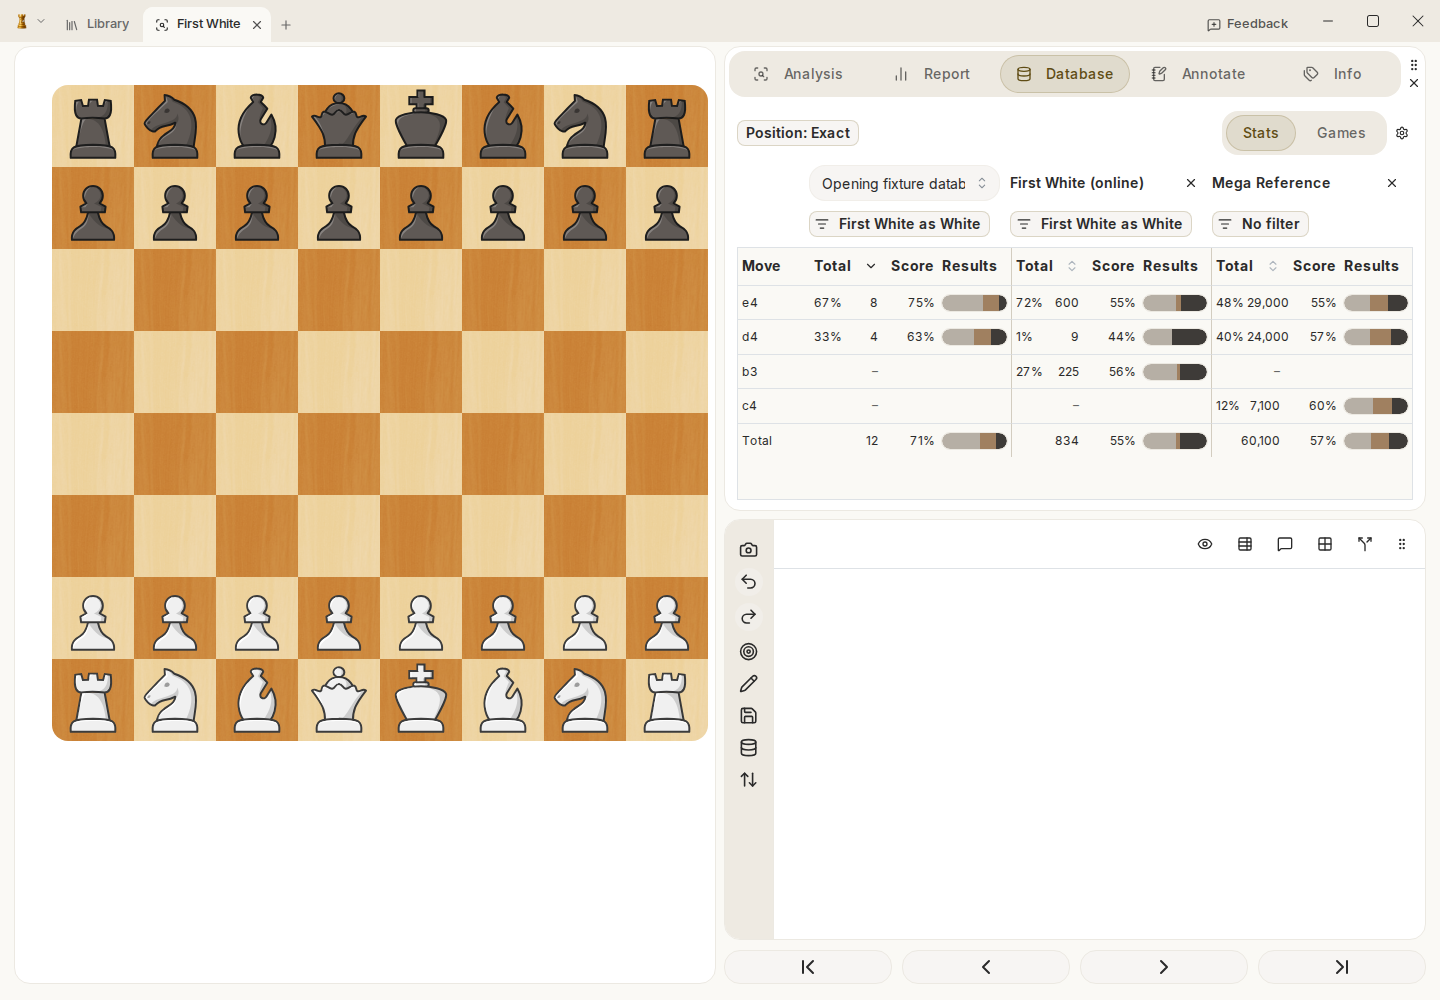 Library
First White
Feedback
Analysis
Report
Database
Annotate
Info
Position: Exact
Stats
Games
Opening fixture datab
First White (online)
Mega Reference
First White as White
First White as White
No filter
Move Total Score Results Total Score Results Total Score Results
e4 67% 8 75% 72% 600 55% 48% 29,000 55%
d4 33% 4 63% 1% 9 44% 40% 24,000 57%
b3 – 27% 225 56% –
c4 – – 12% 7,100 60%
Total 12 71% 834 55% 60,100 57%